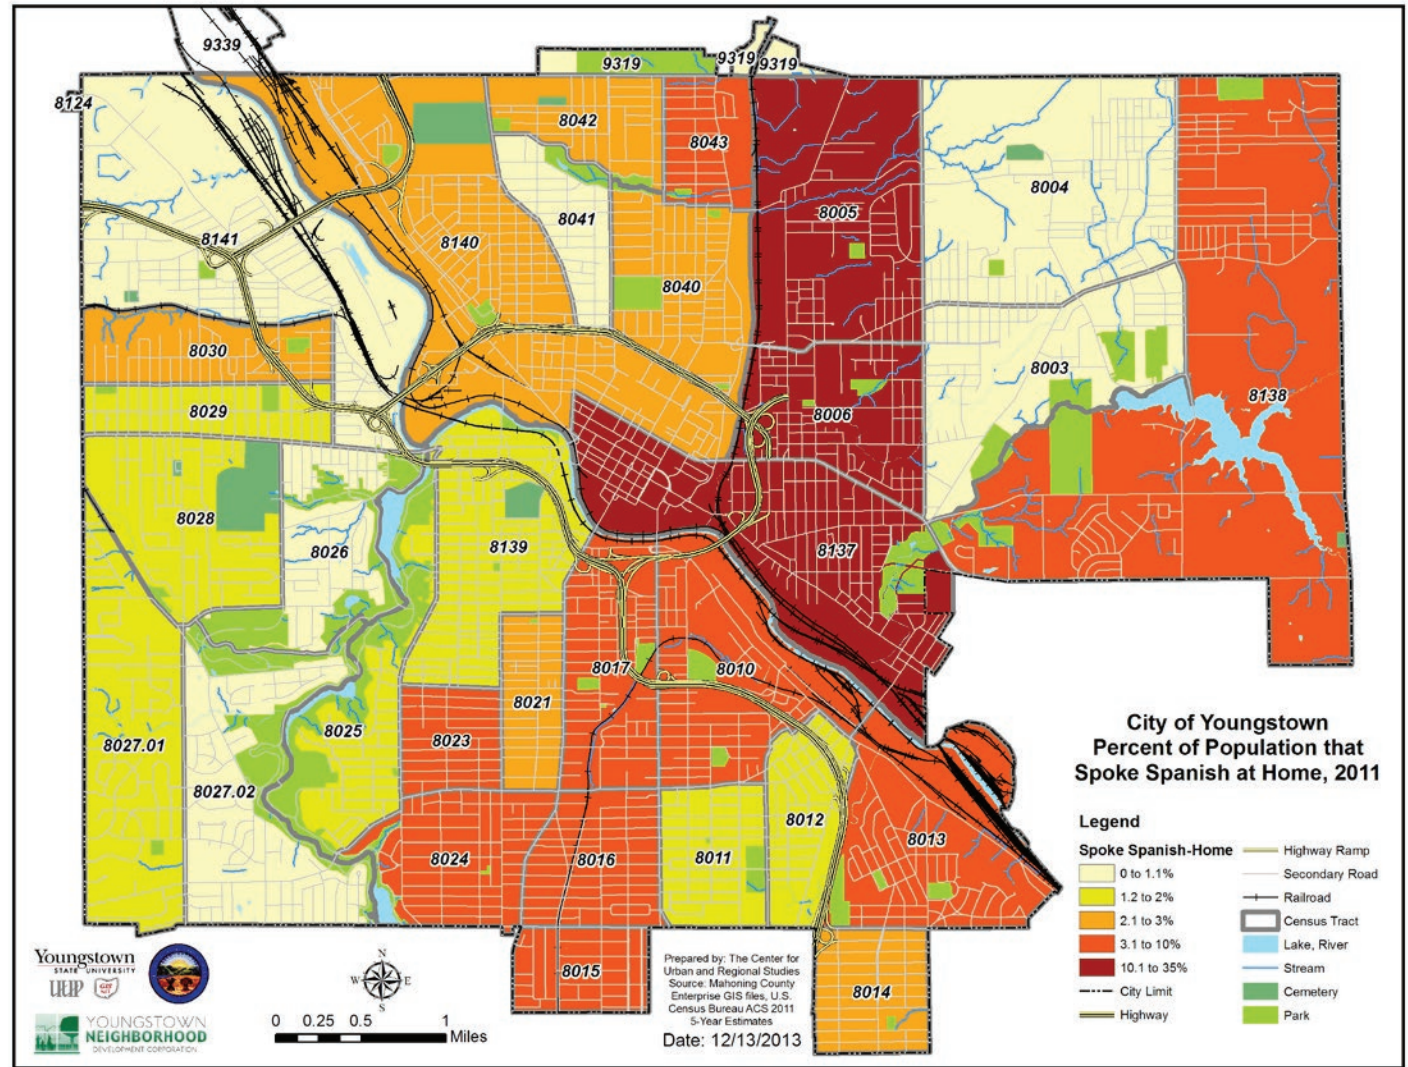 9339
9319
9319
9319
8124
8042
8043
8004
8005
8041
8141
8140
8040
8030
8003
8138
8029
8006
8028
8026
8139
8137
8017
8010
8021
8025
8023
8027.01
8027.02
8012
8013
8011
8024
8016
8015
8014
City of Youngstown
Percent of Population that
Spoke Spanish at Home, 2011
Legend
Spoke Spanish-Home
0 to 1.1%
1.2 to 2%
2.1 to 3%
3.1 to 10%
10.1 to 35%
City Limit
Highway
Highway Ramp
Secondary Road
Railroad
Census Tract
Lake, River
Stream
Cemetery
Park
Youngstown
STATE UNIVERSITY
YOUNGSTOWN
NEIGHBORHOOD
DEVELOPMENT CORPORATION
N
W E
S
0 0.25 0.5 1
Miles
Prepared by: The Center for
Urban and Regional Studies
Source: Mahoning County
Enterprise GIS files, U.S.
Census Bureau ACS 2011
5-Year Estimates
Date: 12/13/2013